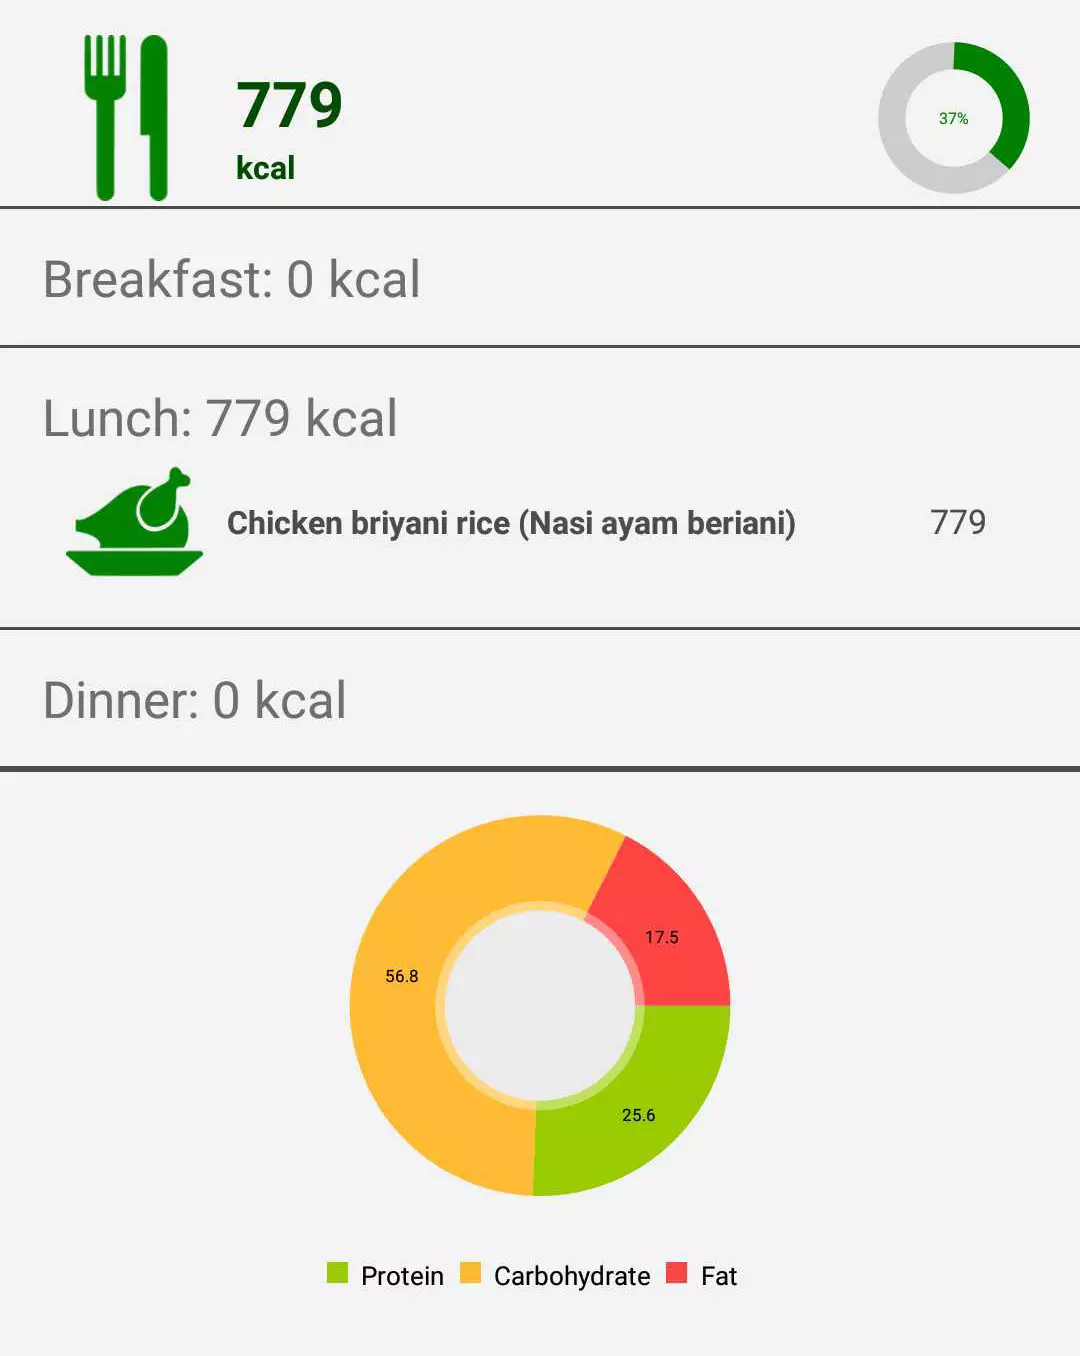 779
kcal
37%
Breakfast: 0 kcal
Lunch: 779 kcal
Chicken briyani rice (Nasi ayam beriani) 779
Dinner: 0 kcal
17.5
56.8
25.6
Protein Carbohydrate Fat